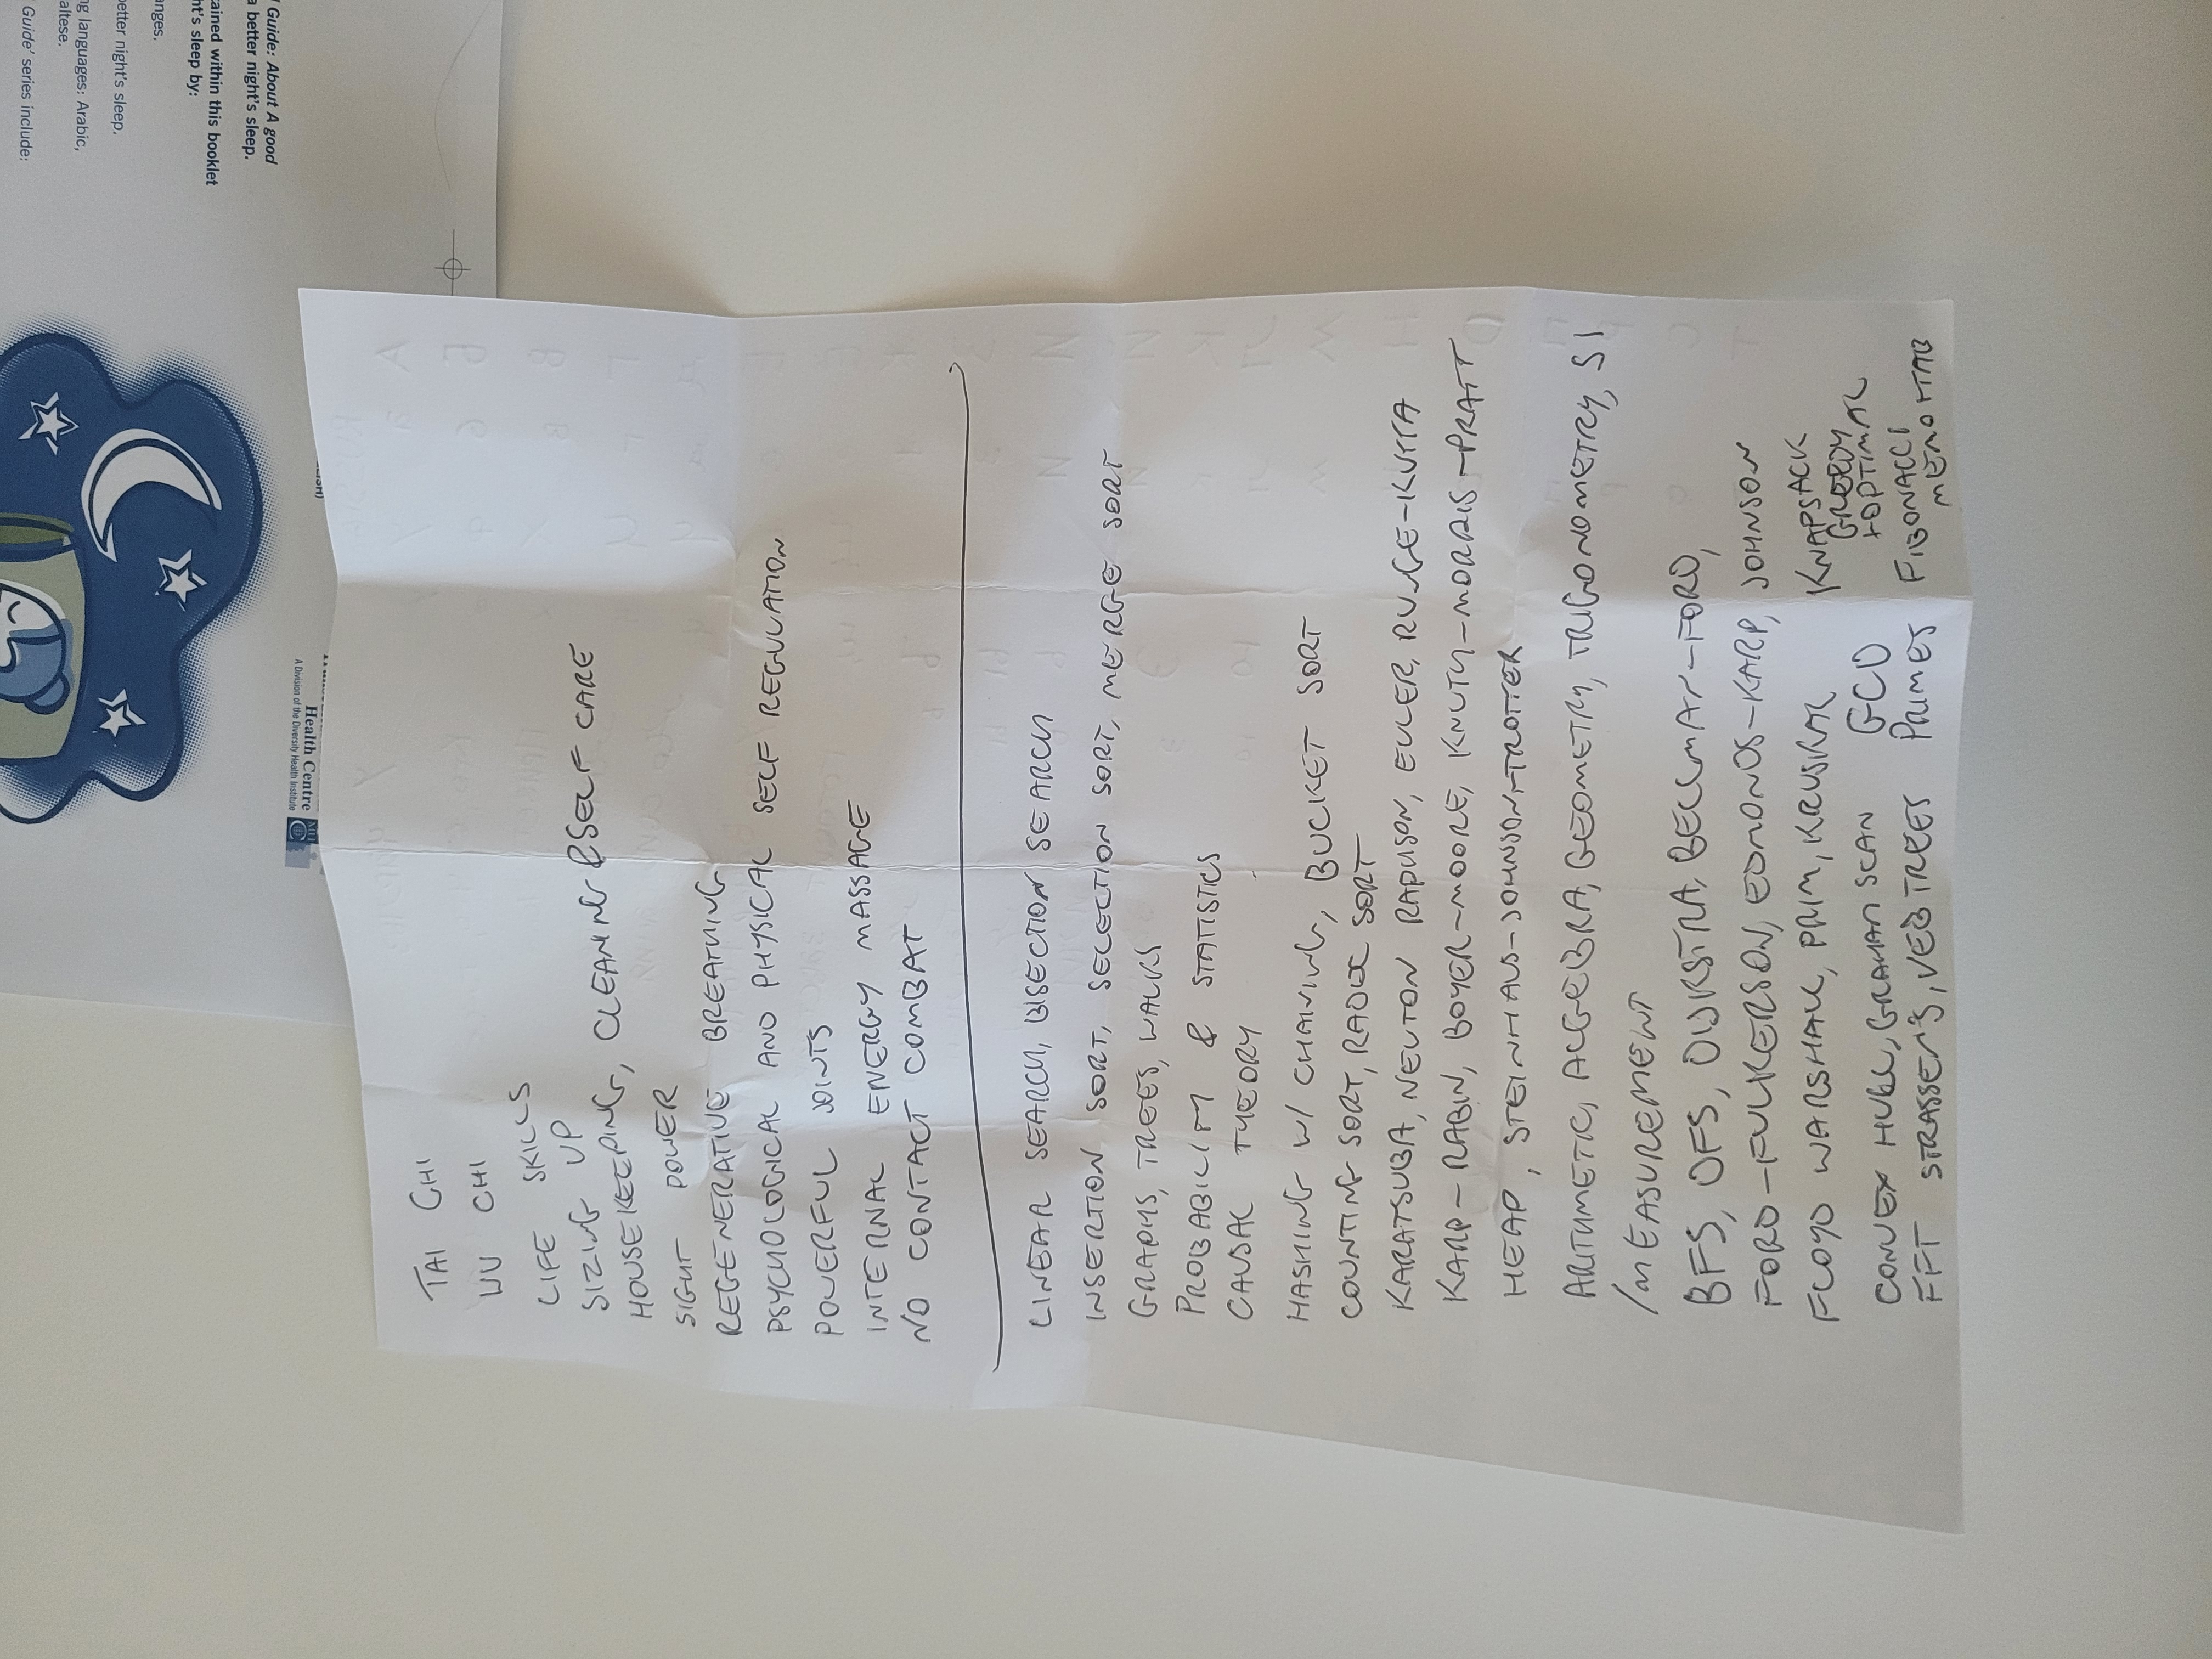 Guide' series include:
altese.
ng languages: Arabic,
better night's sleep.
anges.
ht's sleep by:
tained within this booklet
a better night's sleep.
Guide: About A good
Health Centre
A Division of the Diversity Health Institute
TAI CHI
WU CHI
LIFE SKILLS
SIZING UP
HOUSEKEEPING, CLEANING & SELF CARE
SIGHT POWER
REGENERATIVE BREATHING
PSYCHOLOGICAL AND PHYSICAL SELF REGULATION
POWERFUL JOINTS
INTERNAL ENERGY MASSAGE
NO CONTACT COMBAT
LINEAR SEARCH, BISECTION SEARCH
INSERTION SORT, SELECTION SORT, MERGE SORT
GRAPHS, TREES, WALKS
PROBABILITY & STATISTICS
CAUSAL THEORY
HASHING W/ CHAINING, BUCKET SORT
COUNTING SORT, RADIX SORT
KARATSUBA, NEWTON RAPHSON, EULER, RUNGE-KUTTA
KARP-RABIN, BOYER-MOORE, KNUTH-MORRIS-PRATT
HEAP, STEINHAUS-JOHNSON-TROTTER
ARITHMETIC, ALGEBRA, GEOMETRY, TRIGONOMETRY, SI
/MEASUREMENT
BFS, DFS, DIJKSTRA, BELLMAN-FORD,
FORD-FULKERSON, EDMONDS-KARP, JOHNSON
FLOYD WARSHALL, PRIM, KRUSKAL
KNAPSACK
GREEDY
+OPTIMAL
CONVEX HULL, GRAHAM SCAN GCD
FFT STRASSEN'S, VEB TREES PRIMES
FIBONACCI
MEMO+TAB